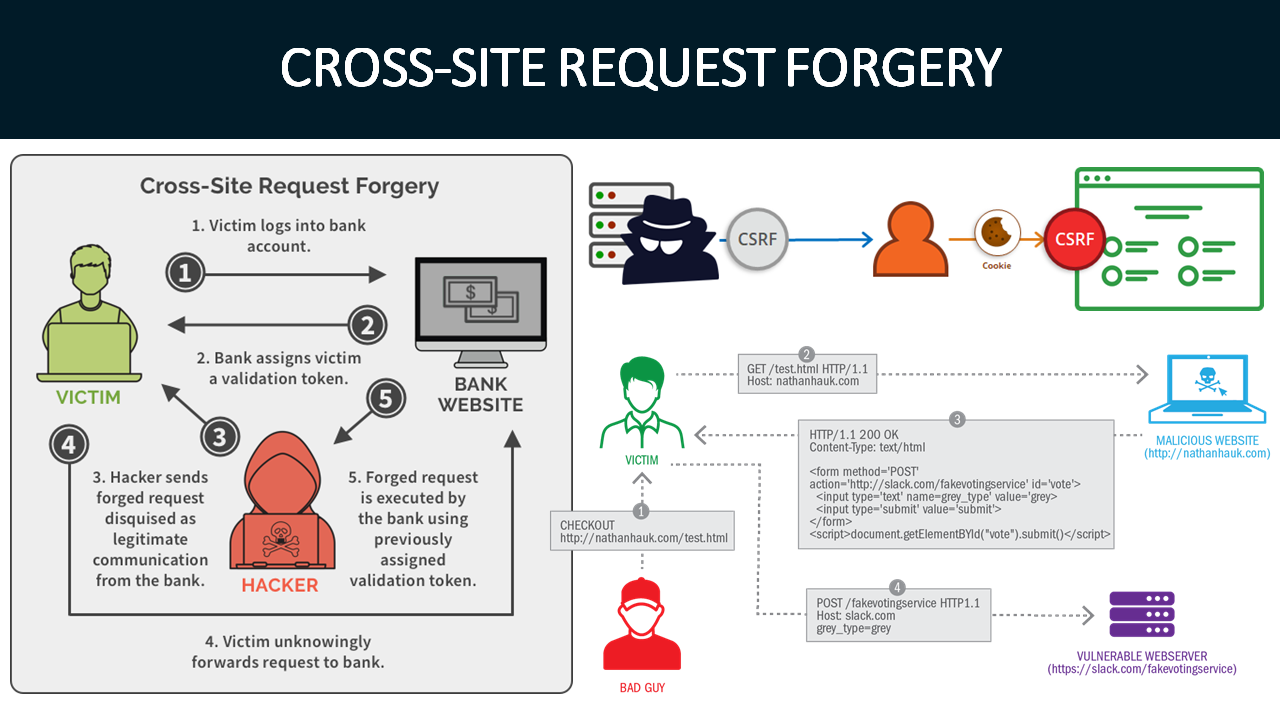 CROSS-SITE REQUEST FORGERY
Cross-Site Request Forgery
1. Victim logs into bank
account.
1
2
2. Bank assigns victim
a validation token.
VICTIM
BANK
WEBSITE
5
4
3
3. Hacker sends
forged request
disquised as
legitimate
communication
from the bank.
HACKER
5. Forged request
is executed by
the bank using
previously
assigned
validation token.
4. Victim unknowingly
forwards request to bank.
$
$
CSRF
Cookie
CSRF
2
GET /test.html HTTP/1.1
Host: nathanhauk.com
VICTIM
MALICIOUS WEBSITE
(http://nathanhauk.com)
3
HTTP/1.1 200 OK
Content-Type: text/html
<form method='POST'
action='http://slack.com/fakevotingservice' id='vote'>
<input type='text' name=grey_type' value='grey>
<input type='submit' value='submit'>
</form>
<script>document.getElementBYId("vote").submit()</script>
1
CHECKOUT
http://nathanhauk.com/test.html
BAD GUY
4
POST /fakevotingservice HTTP1.1
Host: slack.com
grey_type=grey
VULNERABLE WEBSERVER
(https://slack.com/fakevotingservice)